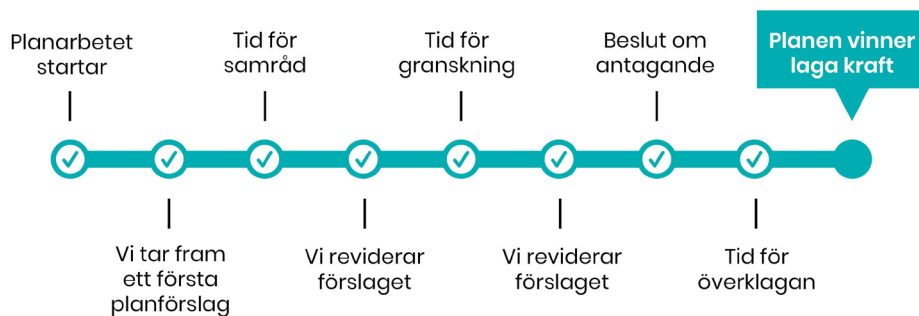 Planarbetet
startar
Vi tar fram
ett första
planförslag
Tid för
samråd
Vi reviderar
förslaget
Tid för
granskning
Vi reviderar
förslaget
Beslut om
antagande
Tid för
överklagan
Planen vinner
laga kraft